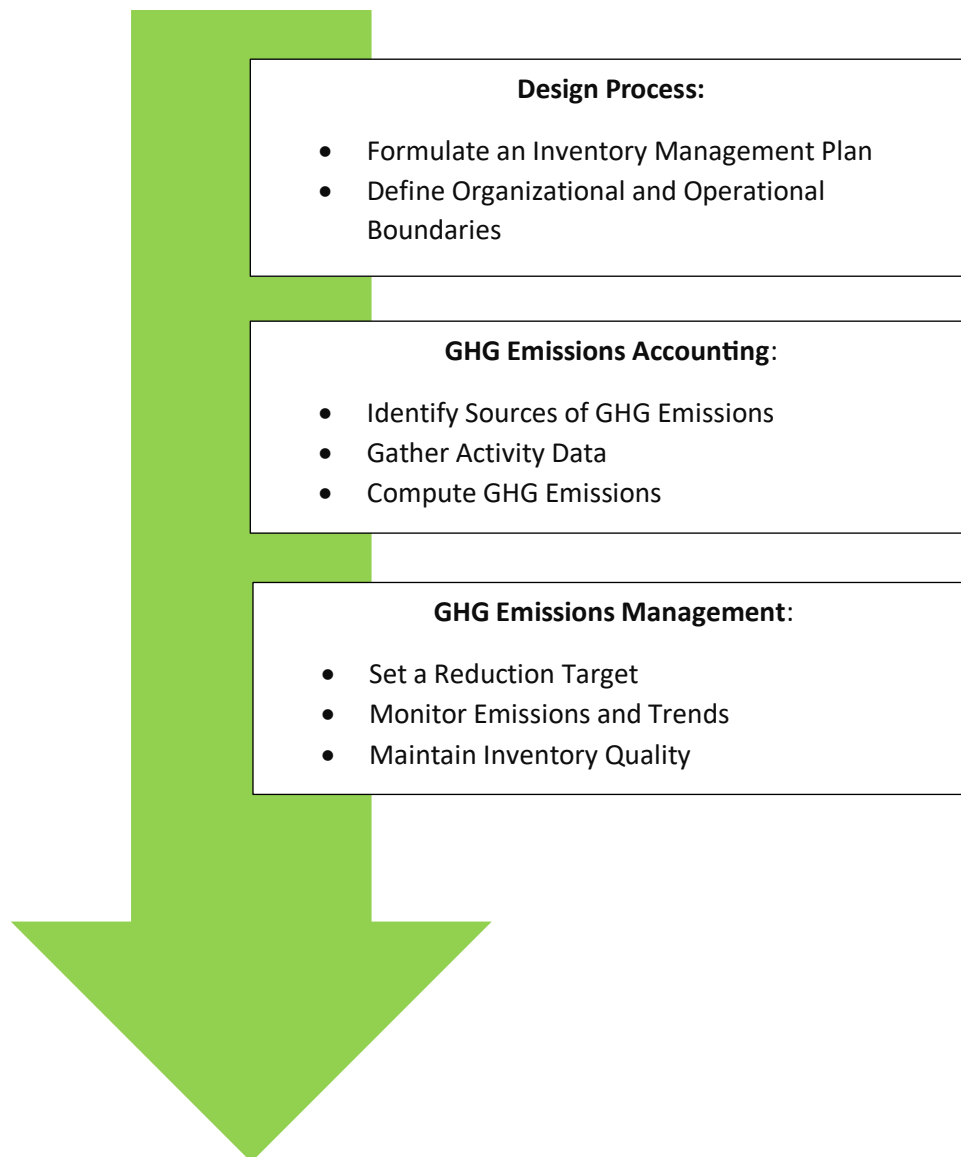 Design Process:
• Formulate an Inventory Management Plan
• Define Organizational and Operational
Boundaries
GHG Emissions Accounting:
• Identify Sources of GHG Emissions
• Gather Activity Data
• Compute GHG Emissions
GHG Emissions Management:
• Set a Reduction Target
• Monitor Emissions and Trends
• Maintain Inventory Quality